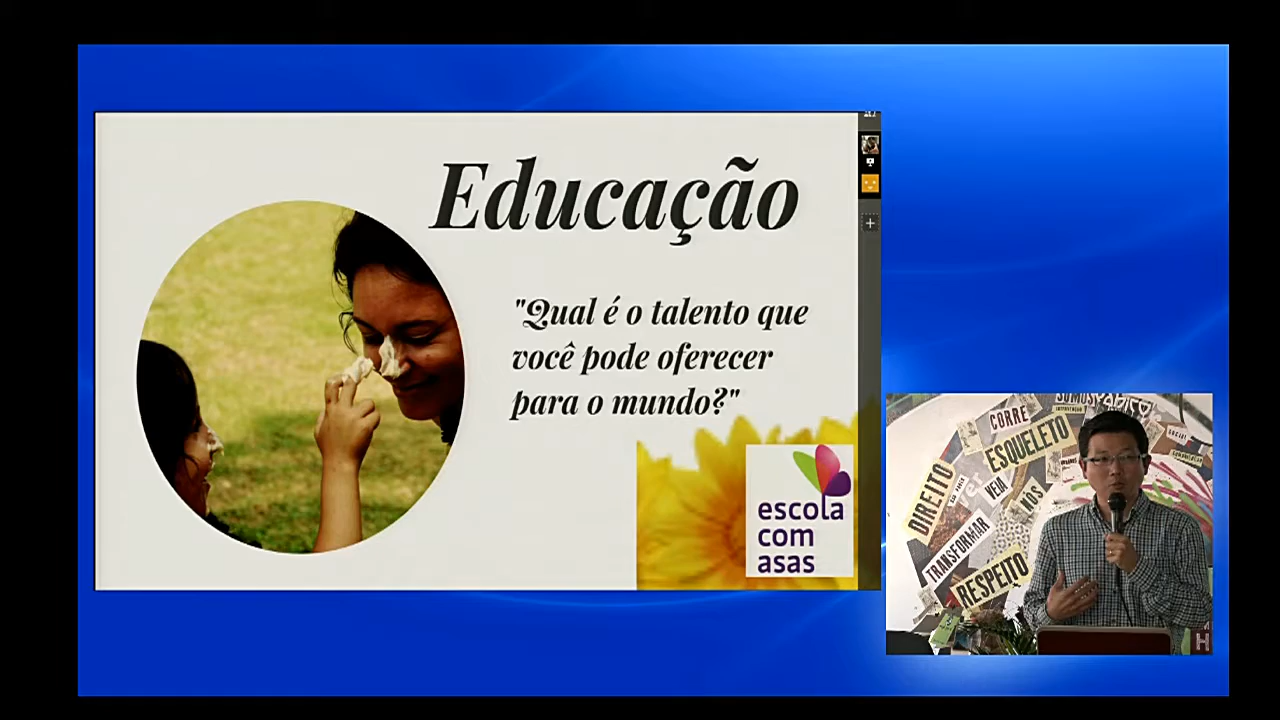 Educação
"Qual é o talento que
você pode oferecer
para o mundo?"
escola
com
asas
CORRE
SOMOS
ESQUELETO
DIREITO
VEJA
NÓS
TRANSFORMAR
RESPEITO
H